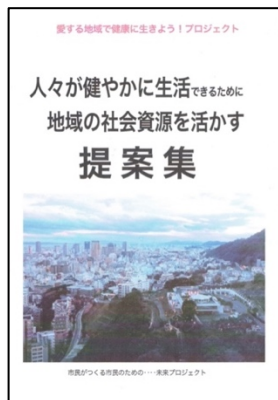 愛する地域で健康に生きよう！プロジェクト
人々が健やかに生活できるために
地域の社会資源を活かす
提案集
市民がつくる市民のための‥‥未来プロジェクト